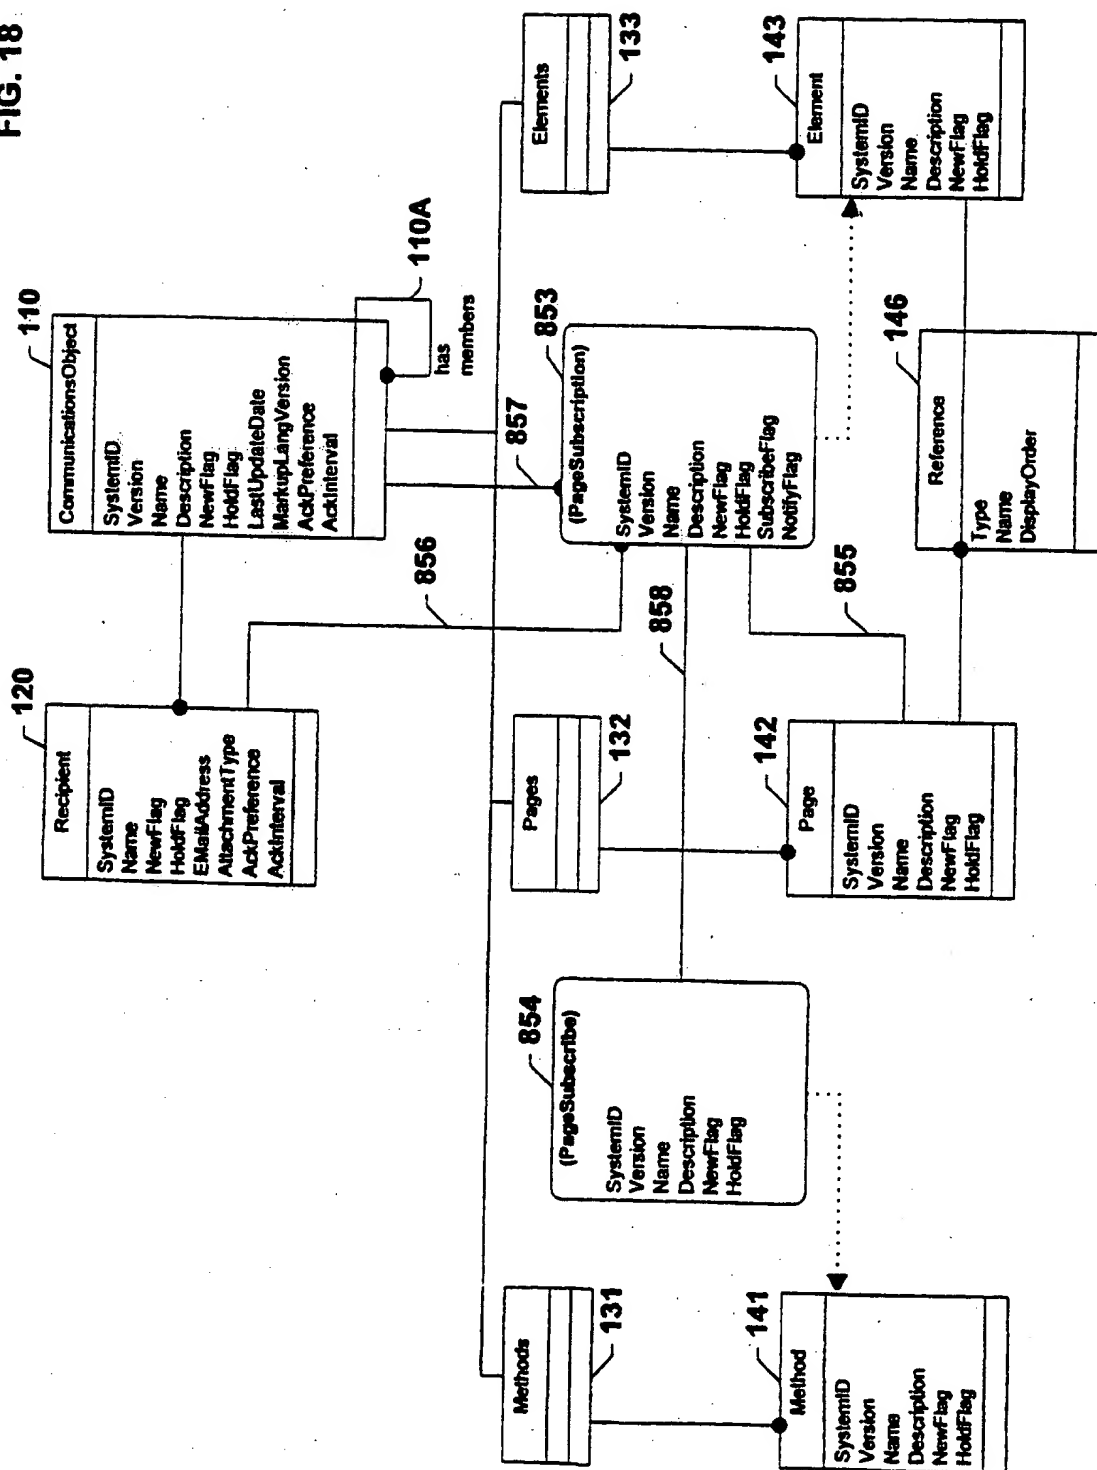 FIG. 18
110
CommunicationsObject
SystemID
Version
Name
Description
NewFlag
HoldFlag
LastUpdateDate
MarkupLangVersion
AckPreference
AckInterval
110A
has
members
120
Recipient
SystemID
Name
NewFlag
HoldFlag
EMailAddress
AttachmentType
AckPreference
AckInterval
856
857
Methods
131
Pages
132
Elements
133
854
(PageSubscribe)
SystemID
Version
Name
Description
NewFlag
HoldFlag
858
853
(PageSubscription)
SystemID
Version
Name
Description
NewFlag
HoldFlag
SubscribeFlag
NotifyFlag
855
141
Method
SystemID
Version
Name
Description
NewFlag
HoldFlag
142
Page
SystemID
Version
Name
Description
NewFlag
HoldFlag
146
Reference
Type
Name
DisplayOrder
143
Element
SystemID
Version
Name
Description
NewFlag
HoldFlag